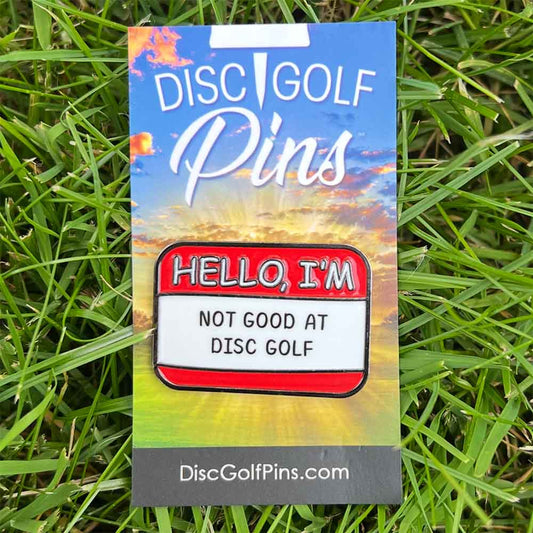 DISC GOLF
Pins
HELLO, I'M
NOT GOOD AT
DISC GOLF
DiscGolfPins.com